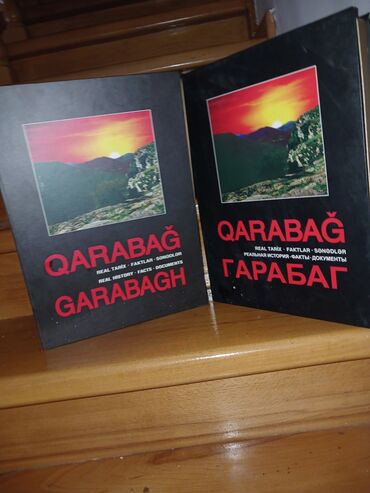 QARABAĞ
REAL TARİX · FAKTLAR · SƏNƏDLƏR
REAL HISTORY · FACTS · DOCUMENTS
GARABAGH
QARABAĞ
REAL TARİX · FAKTLAR · SƏNƏDLƏR
РЕАЛЬНАЯ ИСТОРИЯ · ФАКТЫ · ДОКУМЕНТЫ
ГАРАБАГ